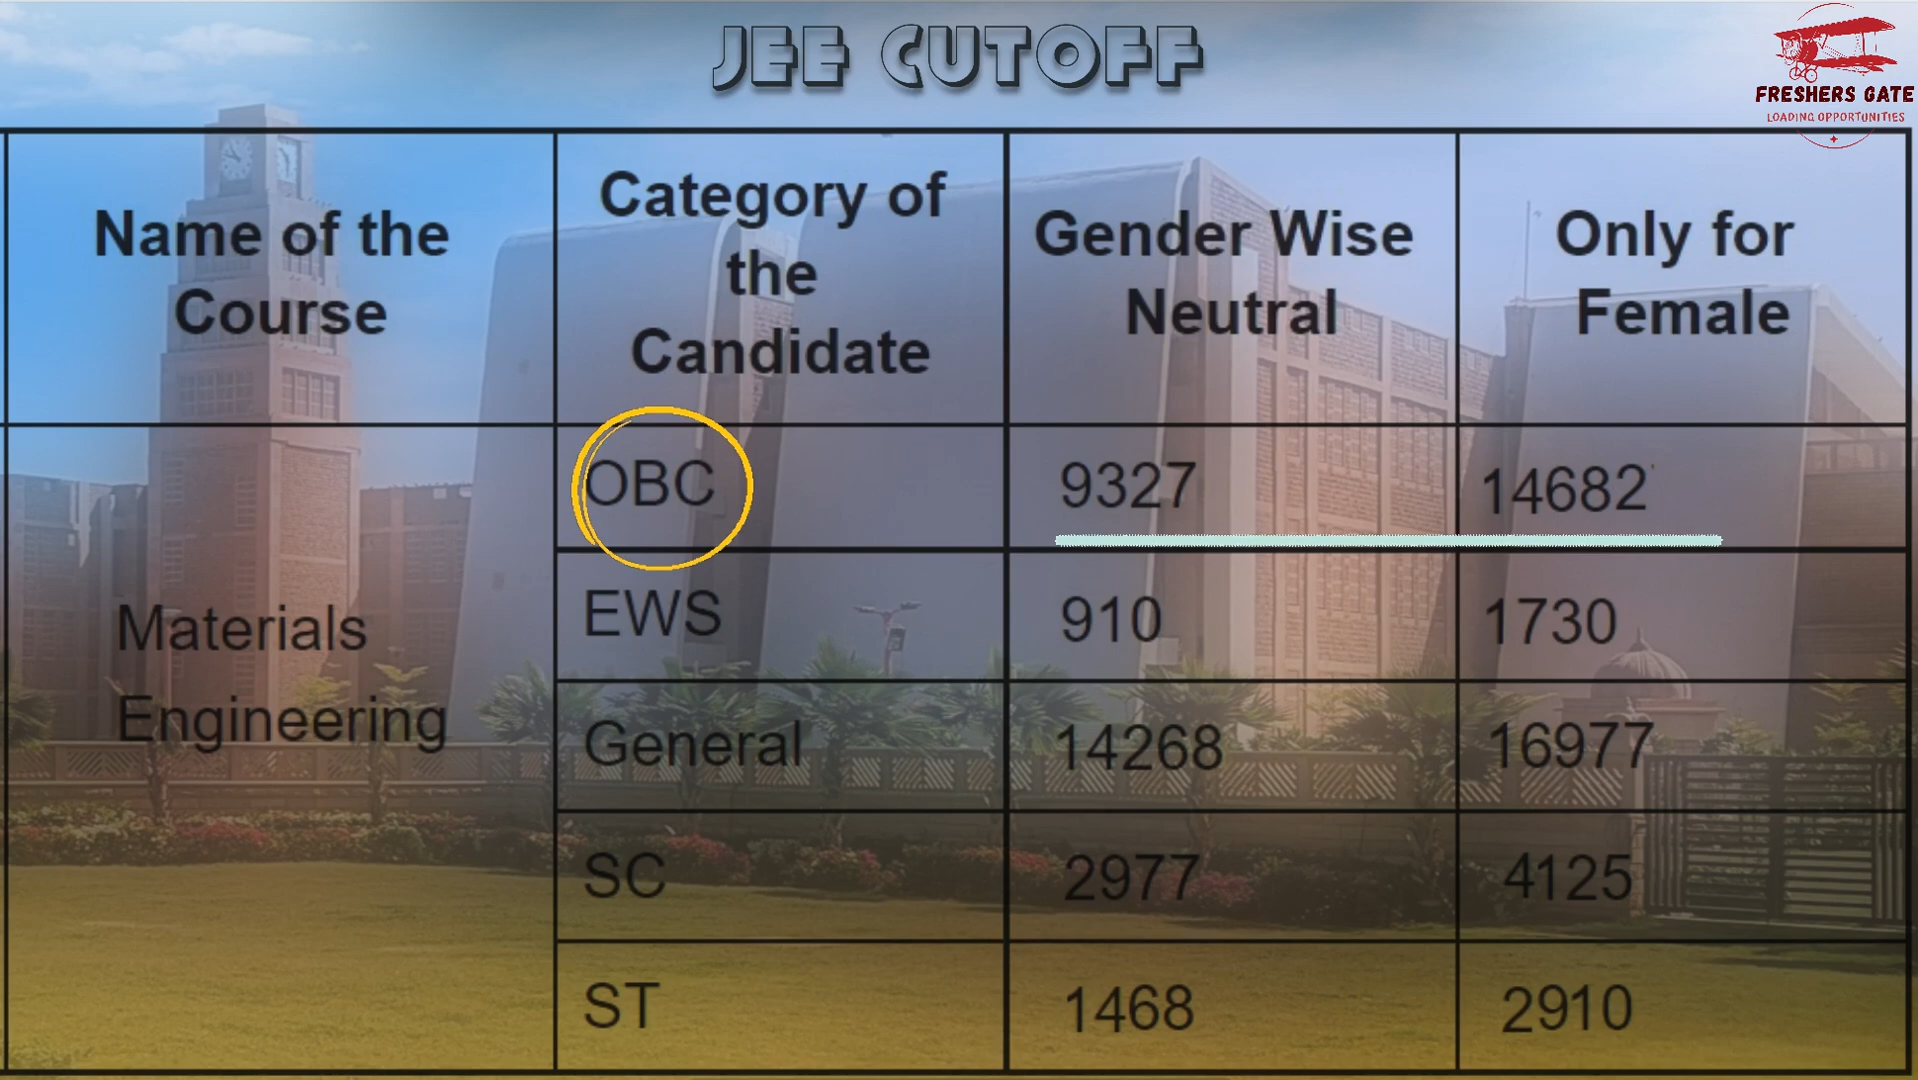 JEE CUTOFF
FRESHERS GATE
LOADING OPPORTUNITIES
Name of the
Course
Category of
the
Candidate
Gender Wise
Neutral
Only for
Female
Materials
Engineering
OBC 9327 14682
EWS 910 1730
General 14268 16977
SC 2977 4125
ST 1468 2910